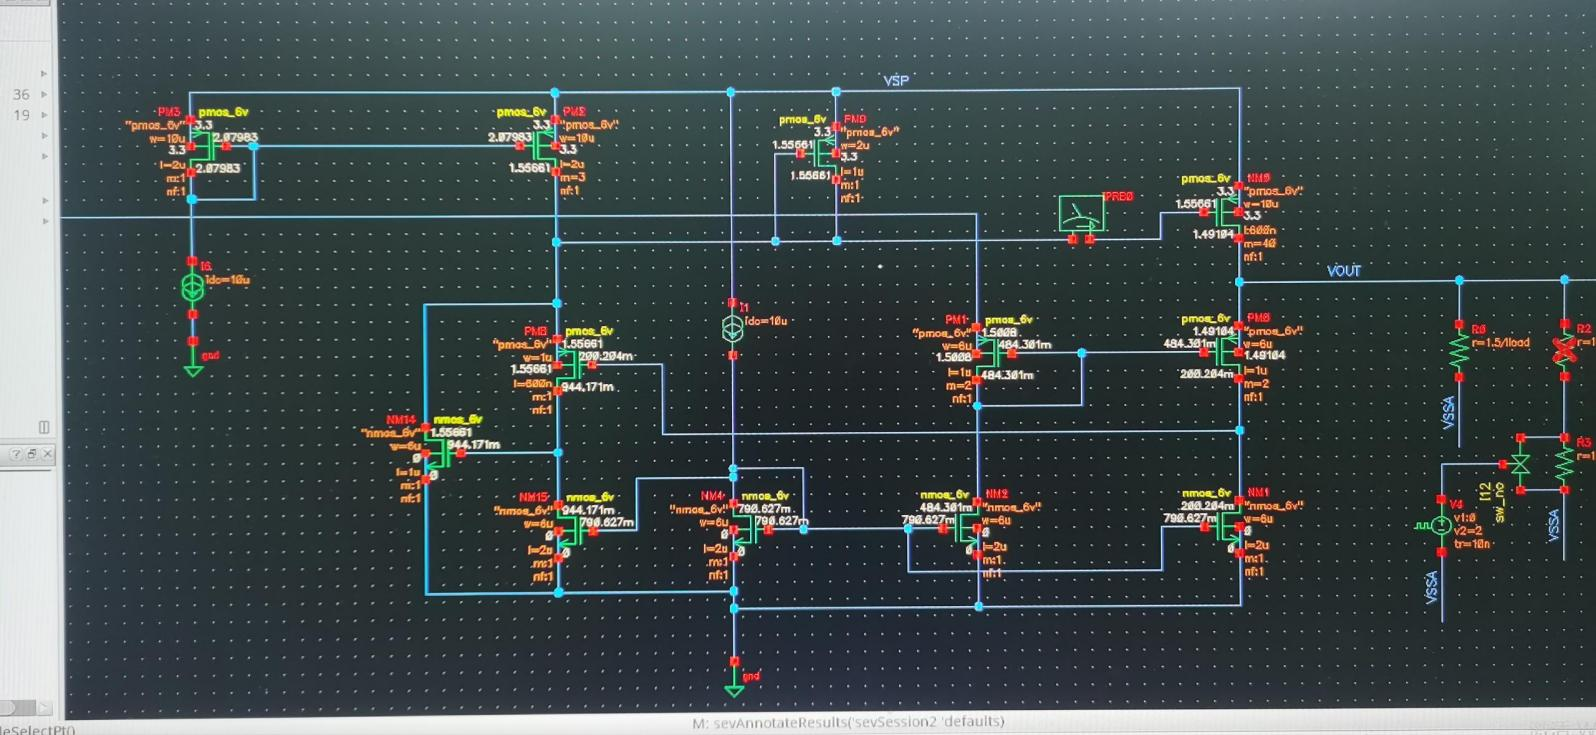 36
19
VSP
PM3
pmos_6v
"pmos_6v"
3.3
w=10u
2.07983
3.3
l=2u
2.07983
m:1
nf:1
pmos_6v
PM2
3.3
"pmos_6v"
2.07983
w=10u
3.3
1.55661
l=2u
m=3
nf:1
pmos_6v
PM9
3.3
"pmos_6v"
1.55661
w=2u
3.3
1.55661
l=1u
m:1
nf:1
IPRB0
pmos_6v
NM9
3.3
"pmos_6v"
1.55661
w=10u
3.3
1.49104
l:600n
m=40
nf:1
I6
idc=10u
gnd
VOUT
I1
idc=10u
PM8
pmos_6v
"pmos_6v"
1.55661
w=1u
200.204m
1.55661
l=600n
944.171m
m:1
nf:1
PM1
pmos_6v
"pmos_6v"
1.5008
w=6u
484.301m
1.5008
l=1u
484.301m
m=2
nf:1
pmos_6v
PM0
1.49104
"pmos_6v"
484.301m
w=6u
1.49104
200.204m
l=1u
m=2
nf:1
R0
r=1.5/Iload
R2
r=1
VSSA
NM14
nmos_6v
"nmos_6v"
1.55661
w=6u
944.171m
0
l=1u
0
m:1
nf:1
NM15
nmos_6v
"nmos_6v"
944.171m
w=6u
790.627m
0
l=2u
0
m:1
nf:1
NM4
nmos_6v
"nmos_6v"
790.627m
w=6u
790.627m
0
l=2u
0
m:1
nf:1
nmos_6v
NM2
484.301m
"nmos_6v"
790.627m
w=6u
0
l=2u
0
m:1
nf:1
nmos_6v
NM1
200.204m
"nmos_6v"
790.627m
w=6u
0
l=2u
0
m:1
nf:1
R3
r=1
I12
sw_no
V4
v1:0
v2=2
tr=10n
VSSA
VSSA
gnd
M: sevAnnotateResults('sevSession2 'defaults)
leSelectPt()